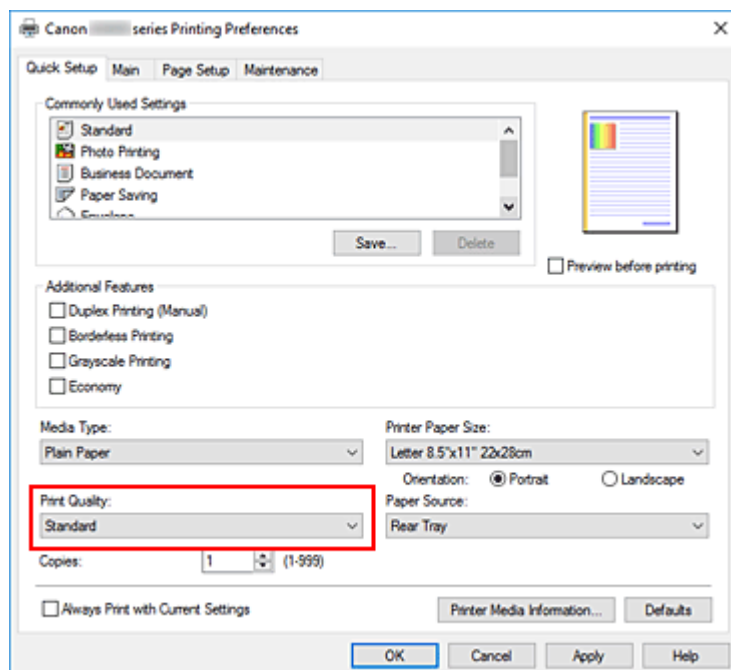 Canon series Printing Preferences
Quick Setup Main Page Setup Maintenance
Commonly Used Settings
Standard
Photo Printing
Business Document
Paper Saving
Envelope
Save... Delete
Preview before printing
Additional Features
Duplex Printing (Manual)
Borderless Printing
Grayscale Printing
Economy
Media Type: Printer Paper Size:
Plain Paper Letter 8.5"x11" 22x28cm
Orientation: Portrait Landscape
Print Quality: Paper Source:
Standard Rear Tray
Copies: 1 (1-999)
Always Print with Current Settings Printer Media Information... Defaults
OK Cancel Apply Help